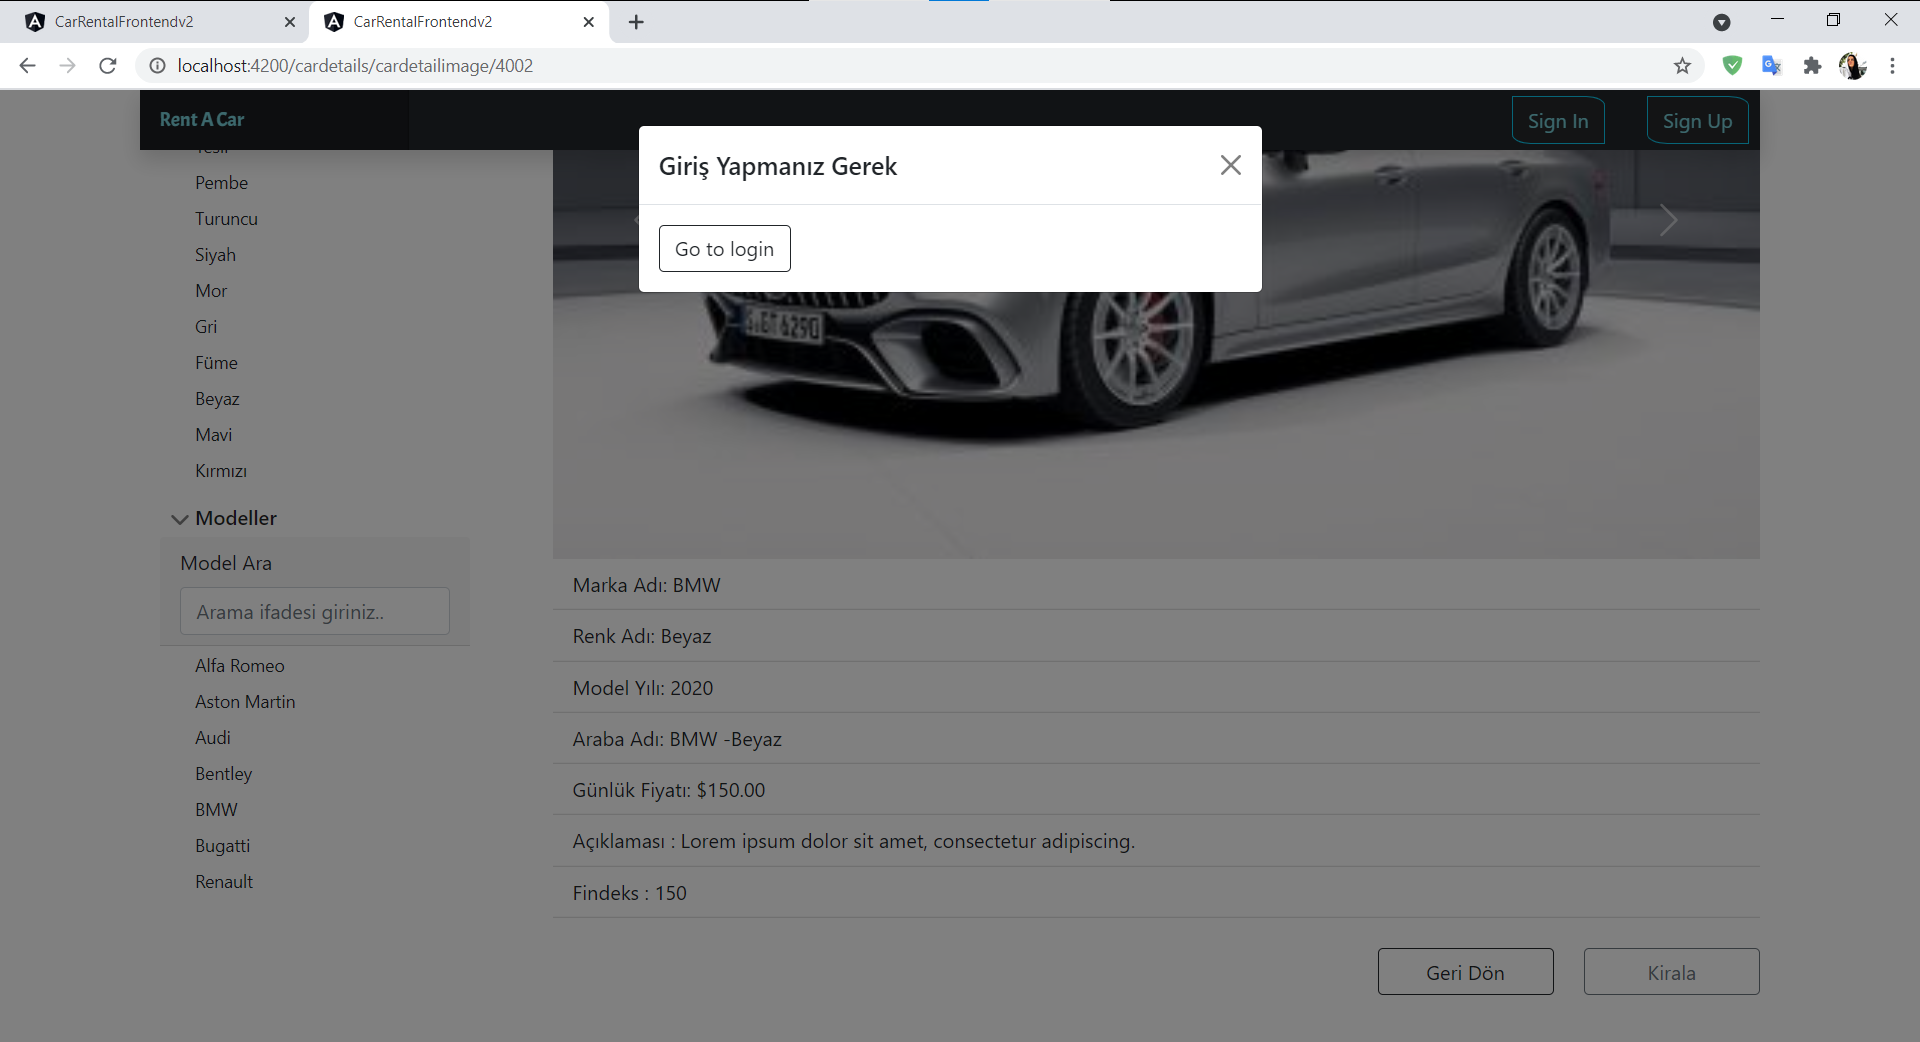 CarRentalFrontendv2
CarRentalFrontendv2
localhost:4200/cardetails/cardetailimage/4002
Rent A Car
Sign In
Sign Up
Giriş Yapmanız Gerek
Go to login
Pembe
Turuncu
Siyah
Mor
Gri
Füme
Beyaz
Mavi
Kırmızı
Modeller
Model Ara
Arama ifadesi giriniz..
Alfa Romeo
Aston Martin
Audi
Bentley
BMW
Bugatti
Renault
Marka Adı: BMW
Renk Adı: Beyaz
Model Yılı: 2020
Araba Adı: BMW -Beyaz
Günlük Fiyatı: $150.00
Açıklaması : Lorem ipsum dolor sit amet, consectetur adipiscing.
Findeks : 150
Geri Dön
Kirala